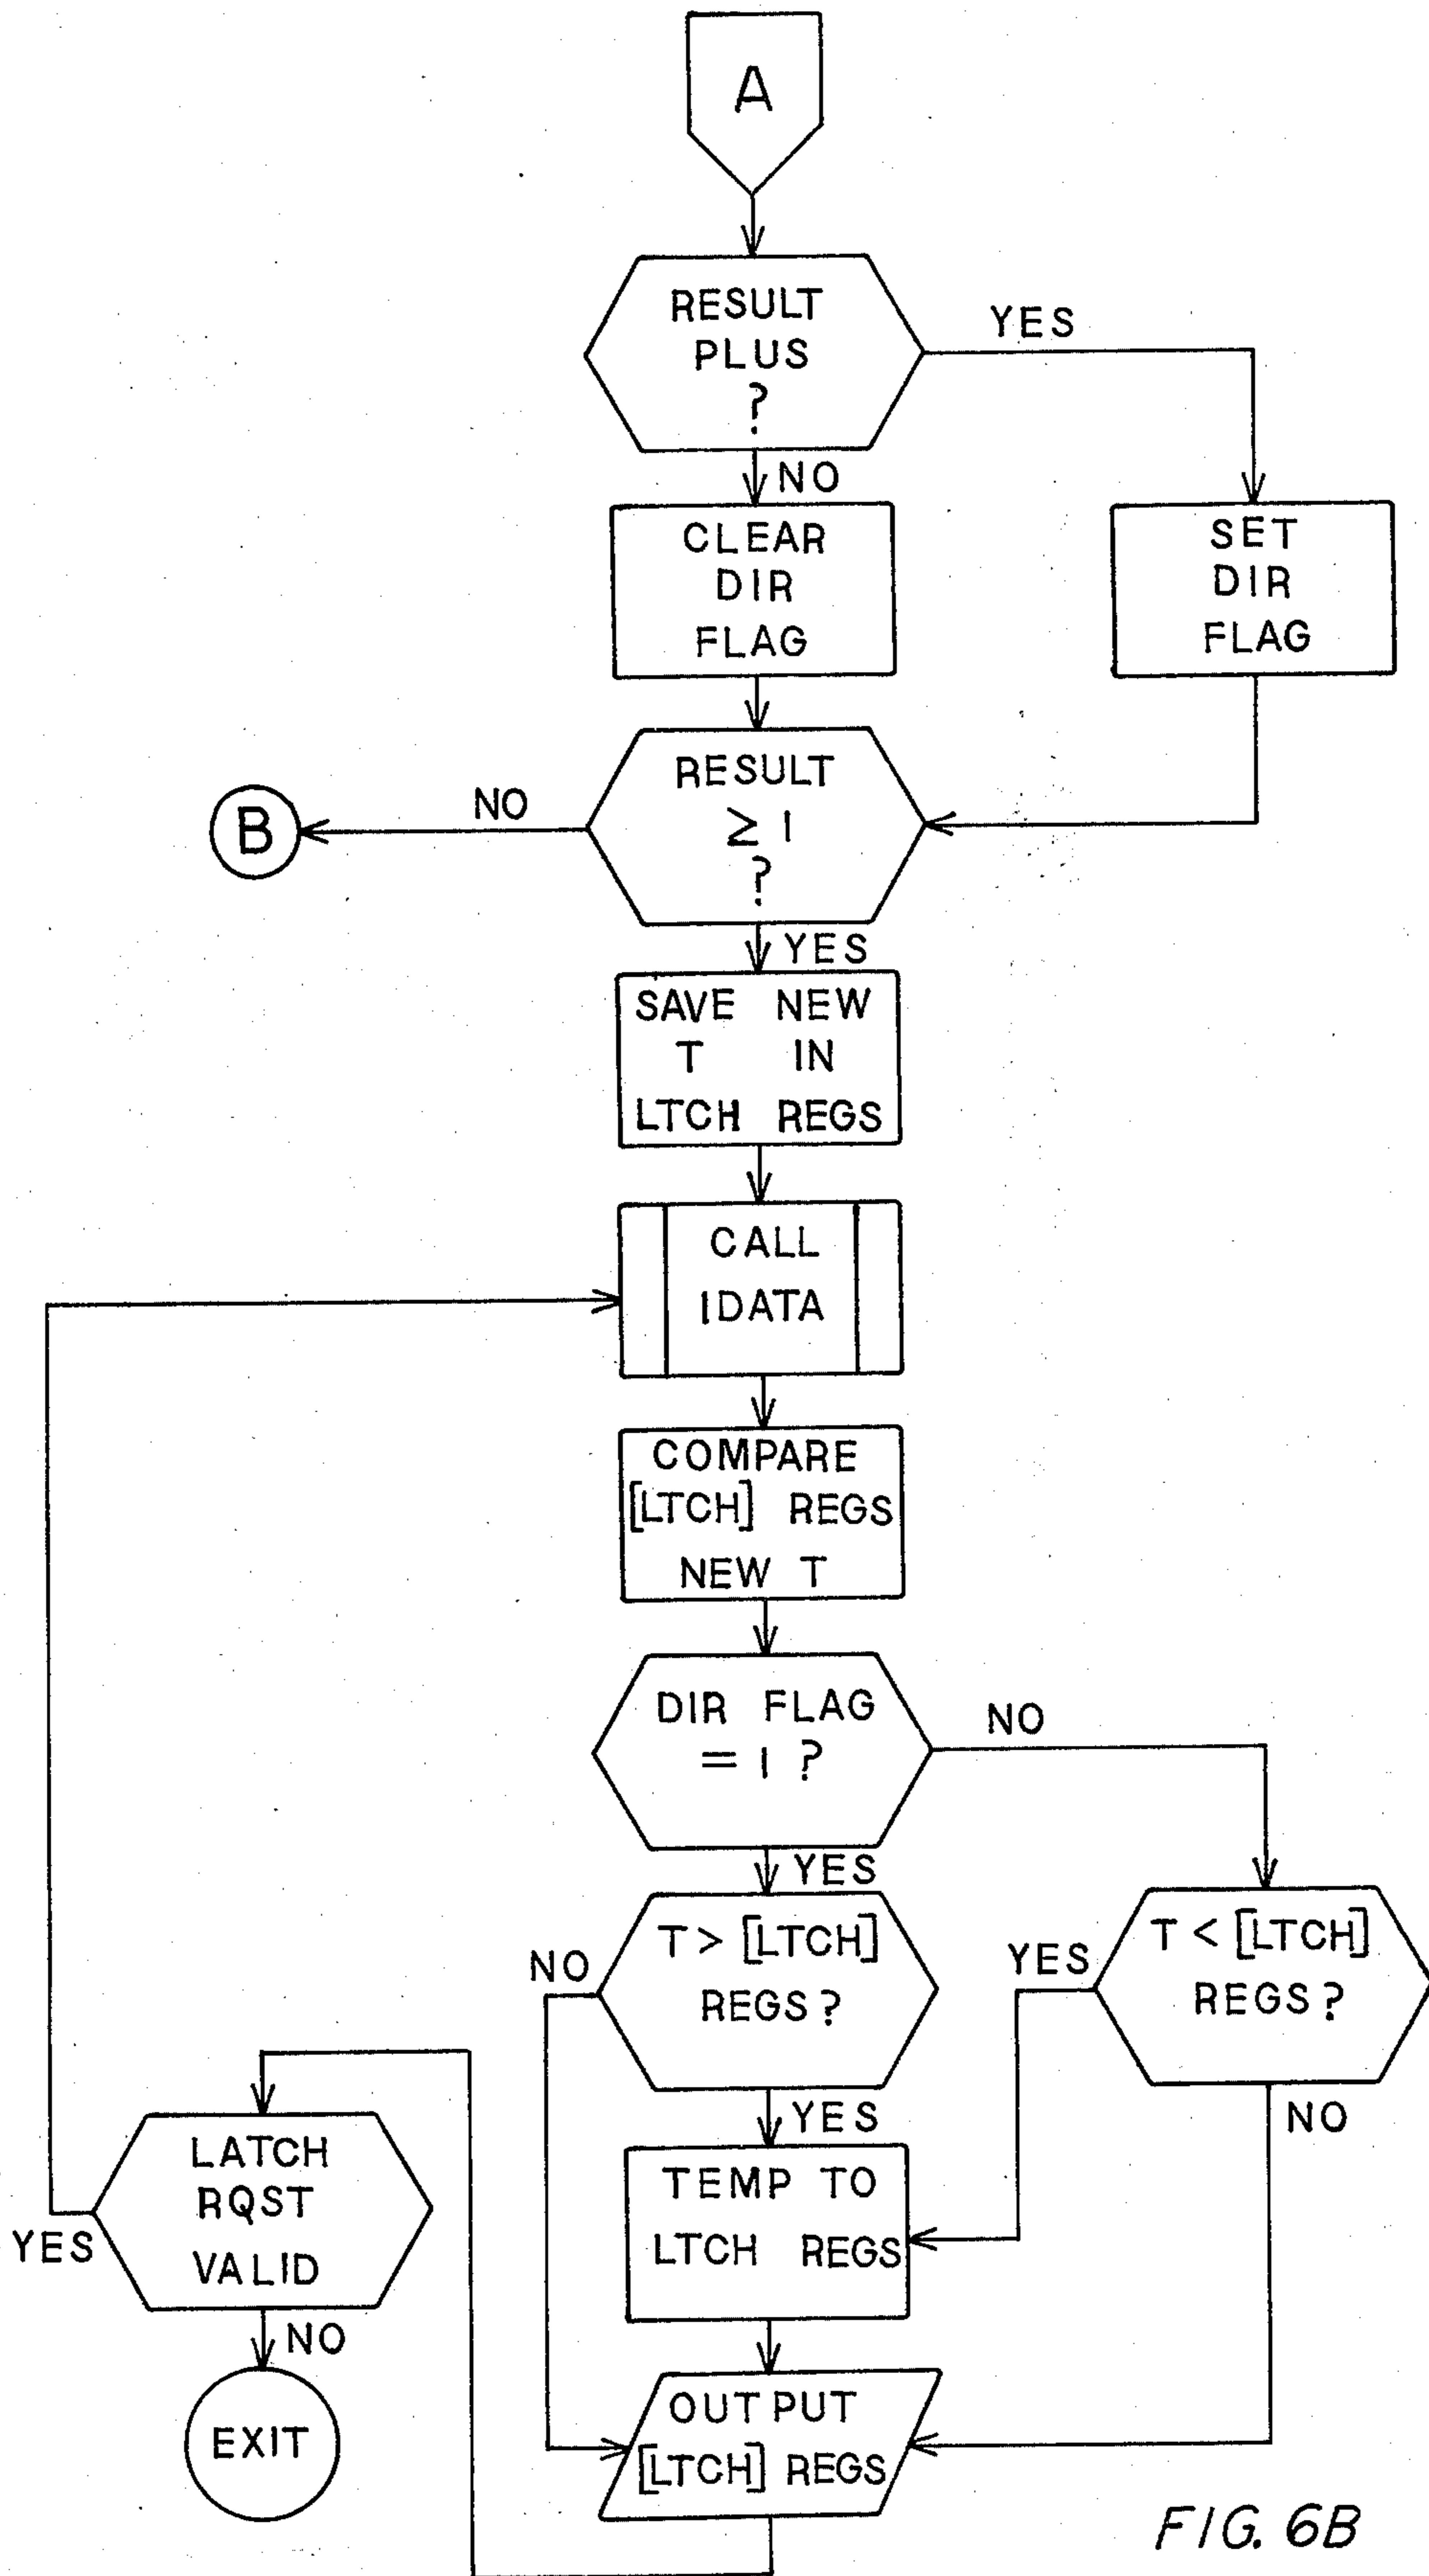 A
RESULT
PLUS
?
YES
NO
CLEAR
DIR
FLAG
SET
DIR
FLAG
RESULT
≥ 1
?
NO
B
YES
SAVE NEW
T IN
LTCH REGS
CALL
IDATA
COMPARE
[LTCH] REGS
NEW T
DIR FLAG
= 1 ?
NO
YES
T > [LTCH]
REGS ?
NO
YES
T < [LTCH]
REGS ?
YES
NO
TEMP TO
LTCH REGS
OUTPUT
[LTCH] REGS
LATCH
RQST
VALID
YES
NO
EXIT
FIG. 6B